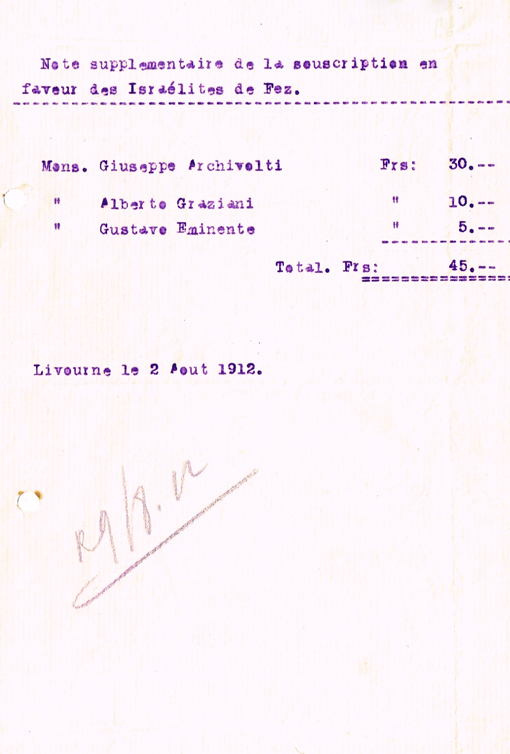 Note supplementaire de la souscription en
faveur des Israélites de Fez.
Mons. Giuseppe Archivolti Frs: 30.--
" Alberto Graziani " 10.--
" Gustavo Eminente " 5.--
Total. Frs: 45.--
Livourne le 2 Aout 1912.